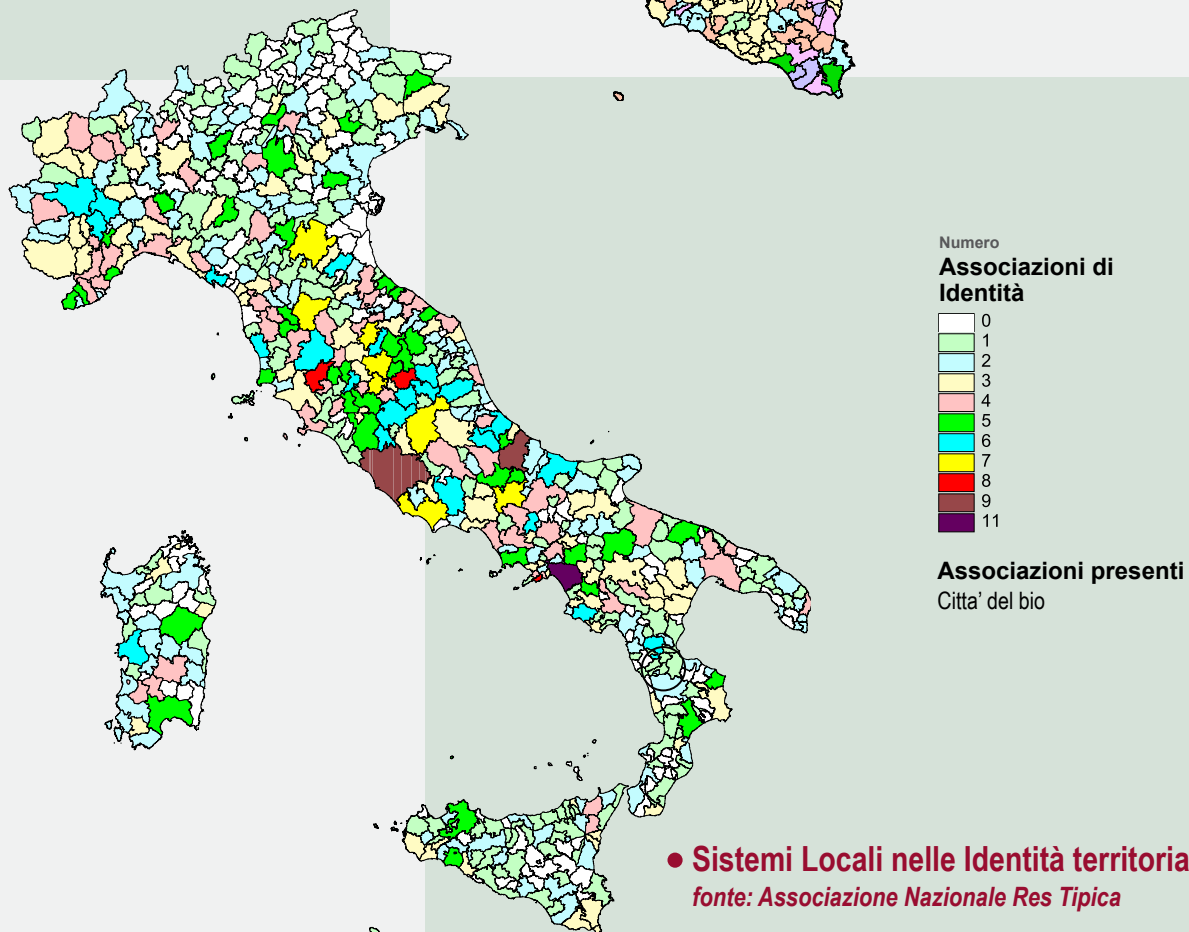 Numero
Associazioni di
Identità
0
1
2
3
4
5
6
7
8
9
11
Associazioni presenti
Citta' del bio
• Sistemi Locali nelle Identità territoria
fonte: Associazione Nazionale Res Tipica